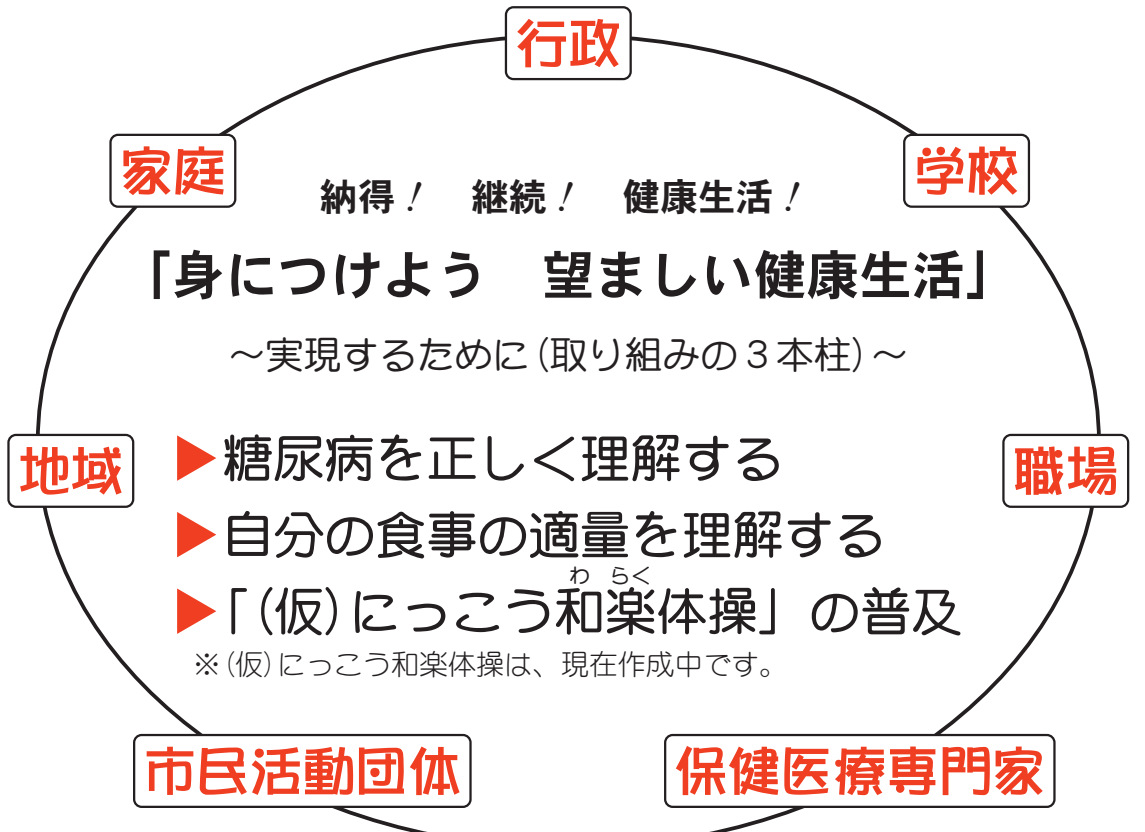 行政
家庭
学校
納得！　継続！　健康生活！
「身につけよう　望ましい健康生活」
～実現するために（取り組みの３本柱）～
地域
職場
▶糖尿病を正しく理解する
▶自分の食事の適量を理解する
わ らく
▶「（仮）にっこう和楽体操」の普及
※（仮）にっこう和楽体操は、現在作成中です。
市民活動団体
保健医療専門家